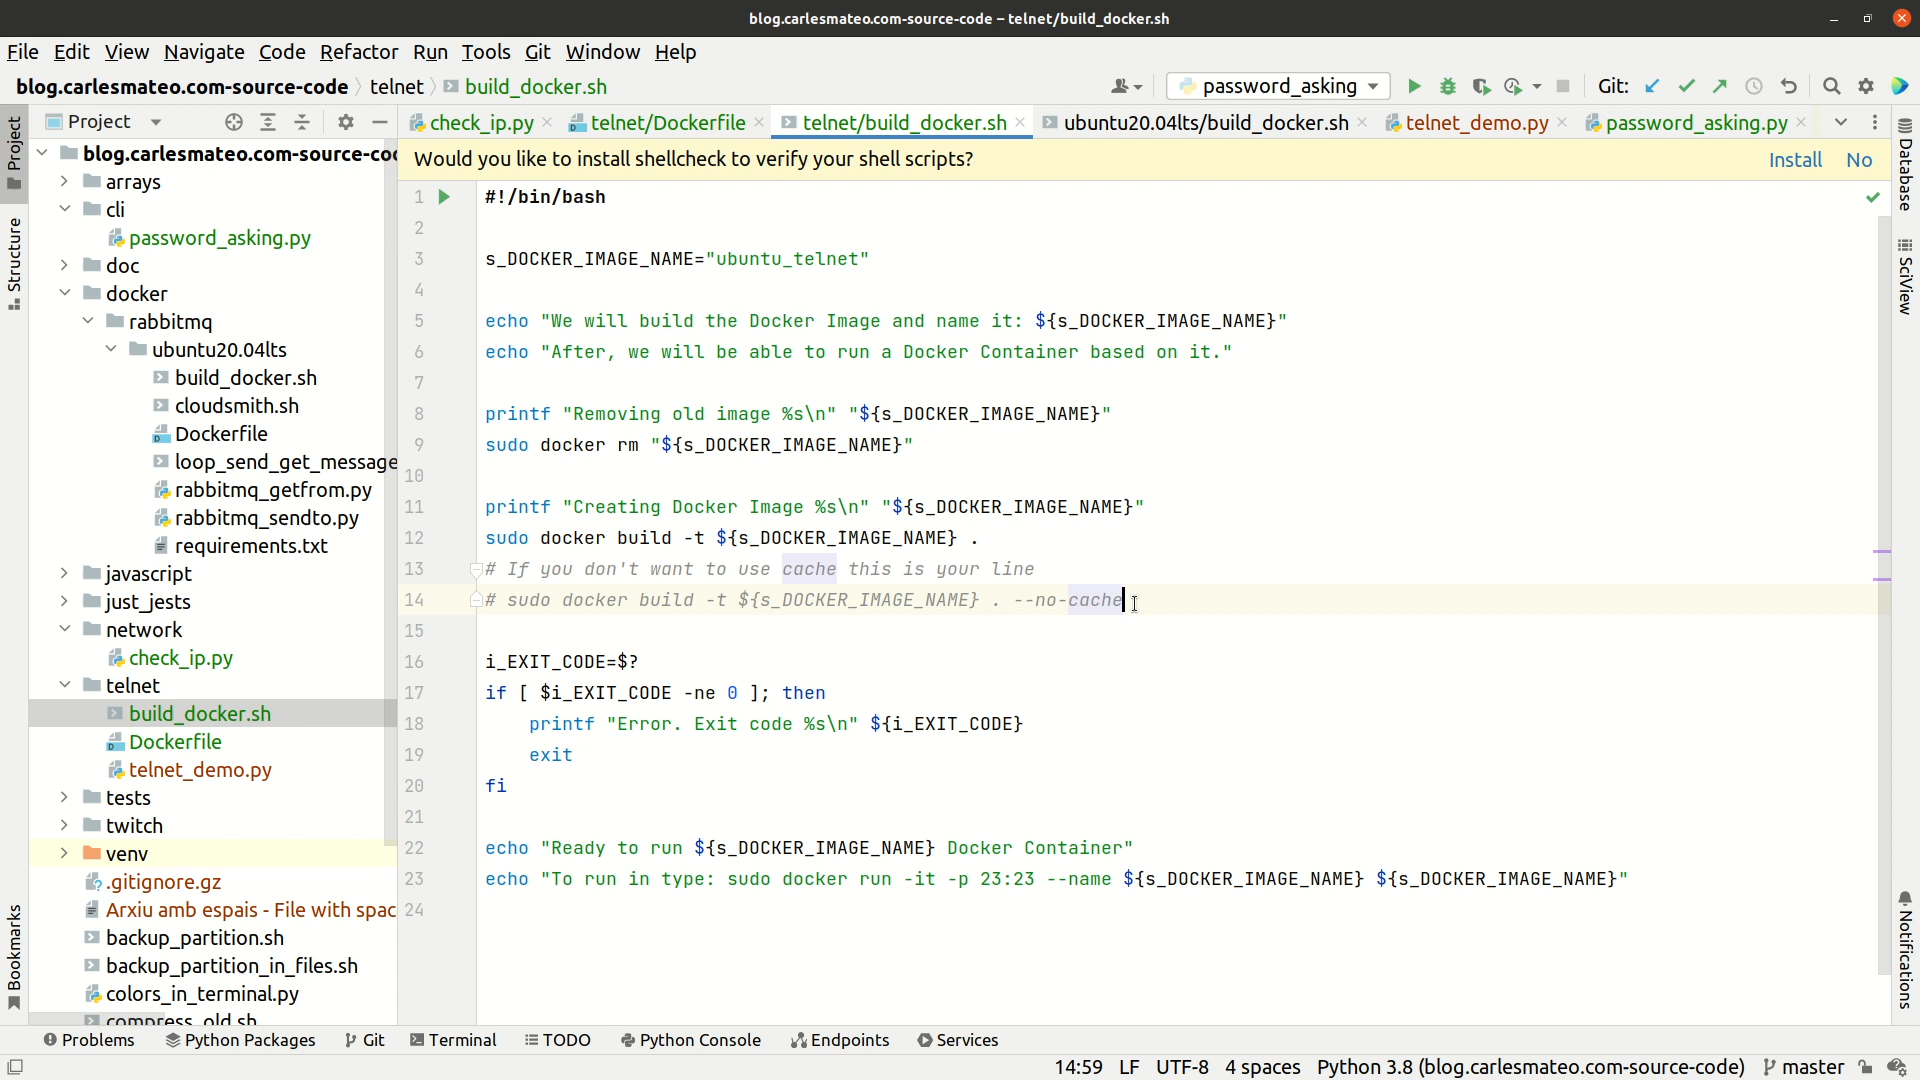 blog.carlesmateo.com-source-code – telnet/build_docker.sh
File Edit View Navigate Code Refactor Run Tools Git Window Help
blog.carlesmateo.com-source-code telnet build_docker.sh
password_asking
Git:
Project
check_ip.py
telnet/Dockerfile
telnet/build_docker.sh
ubuntu20.04lts/build_docker.sh
telnet_demo.py
password_asking.py
Would you like to install shellcheck to verify your shell scripts?
Install No
Project
Structure
Bookmarks
Database
SciView
Notifications
blog.carlesmateo.com-source-co
arrays
cli
password_asking.py
doc
docker
rabbitmq
ubuntu20.04lts
build_docker.sh
cloudsmith.sh
Dockerfile
loop_send_get_message
rabbitmq_getfrom.py
rabbitmq_sendto.py
requirements.txt
javascript
just_jests
network
check_ip.py
telnet
build_docker.sh
Dockerfile
telnet_demo.py
tests
twitch
venv
.gitignore.gz
Arxiu amb espais - File with spac
backup_partition.sh
backup_partition_in_files.sh
colors_in_terminal.py
compress_old.sh
1 #!/bin/bash
2
3 s_DOCKER_IMAGE_NAME="ubuntu_telnet"
4
5 echo "We will build the Docker Image and name it: ${s_DOCKER_IMAGE_NAME}"
6 echo "After, we will be able to run a Docker Container based on it."
7
8 printf "Removing old image %s\n" "${s_DOCKER_IMAGE_NAME}"
9 sudo docker rm "${s_DOCKER_IMAGE_NAME}"
10
11 printf "Creating Docker Image %s\n" "${s_DOCKER_IMAGE_NAME}"
12 sudo docker build -t ${s_DOCKER_IMAGE_NAME} .
13 # If you don't want to use cache this is your line
14 # sudo docker build -t ${s_DOCKER_IMAGE_NAME} . --no-cache
15
16 i_EXIT_CODE=$?
17 if [ $i_EXIT_CODE -ne 0 ]; then
18 printf "Error. Exit code %s\n" ${i_EXIT_CODE}
19 exit
20 fi
21
22 echo "Ready to run ${s_DOCKER_IMAGE_NAME} Docker Container"
23 echo "To run in type: sudo docker run -it -p 23:23 --name ${s_DOCKER_IMAGE_NAME} ${s_DOCKER_IMAGE_NAME}"
24
Problems Python Packages Git Terminal TODO Python Console Endpoints Services
14:59 LF UTF-8 4 spaces Python 3.8 (blog.carlesmateo.com-source-code) master